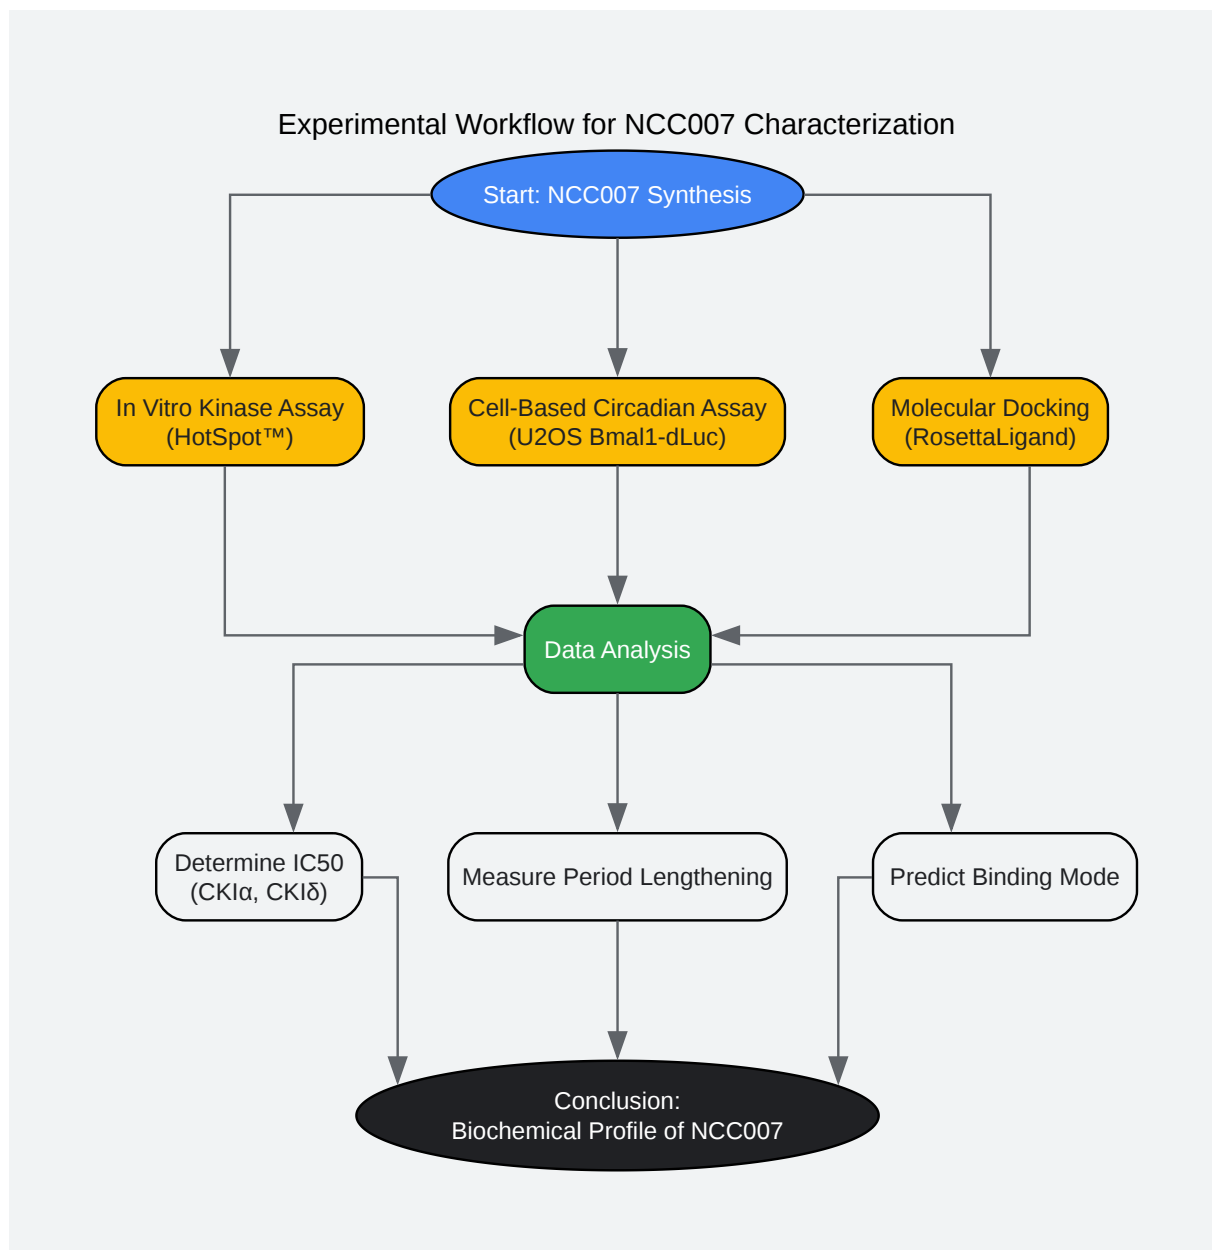 Experimental Workflow for NCC007 Characterization
Start: NCC007 Synthesis
In Vitro Kinase Assay
(HotSpot™)
Cell-Based Circadian Assay
(U2OS Bmal1-dLuc)
Molecular Docking
(RosettaLigand)
Data Analysis
Determine IC50
(CKIα, CKIδ)
Measure Period Lengthening
Predict Binding Mode
Conclusion:
Biochemical Profile of NCC007